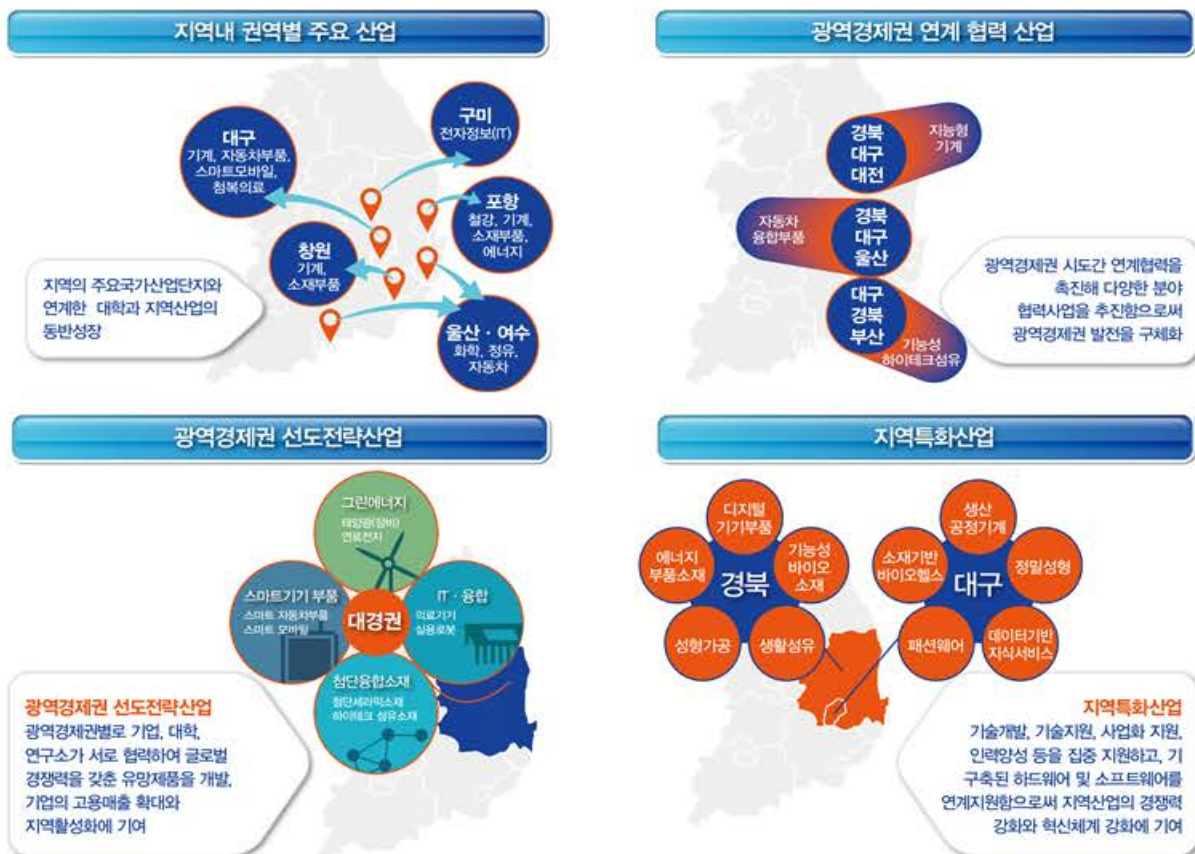 지역내 권역별 주요 산업
대구
기계, 자동차부품,
스마트모바일,
첨복의료
구미
전자정보(IT)
포항
철강, 기계,
소재부품,
에너지
창원
기계,
소재부품
울산 · 여수
화학, 정유,
자동차
지역의 주요국가산업단지와
연계한 대학과 지역산업의
동반성장
광역경제권 연계 협력 산업
경북
대구
대전
지능형
기계
자동차
융합부품
경북
대구
울산
대구
경북
부산
기능성
하이테크섬유
광역경제권 시도간 연계협력을
촉진해 다양한 분야
협력사업을 추진함으로써
광역경제권 발전을 구체화
광역경제권 선도전략산업
그린에너지
태양광(장비)
연료전지
스마트기기 부품
스마트 자동차부품
스마트 모바일
대경권
IT · 융합
의료기기
실용로봇
첨단융합소재
첨단세라믹소재
하이테크 섬유소재
광역경제권 선도전략산업
광역경제권별로 기업, 대학,
연구소가 서로 협력하여 글로벌
경쟁력을 갖춘 유망제품을 개발,
기업의 고용매출 확대와
지역활성화에 기여
지역특화산업
디지털
기기부품
에너지
부품소재
기능성
바이오
소재
경북
성형가공
생활섬유
생산
공정기계
소재기반
바이오헬스
정밀성형
대구
패션웨어
데이터기반
지식서비스
지역특화산업
기술개발, 기술지원, 사업화 지원,
인력양성 등을 집중 지원하고, 기
구축된 하드웨어 및 소프트웨어를
연계지원함으로써 지역산업의 경쟁력
강화와 혁신체계 강화에 기여